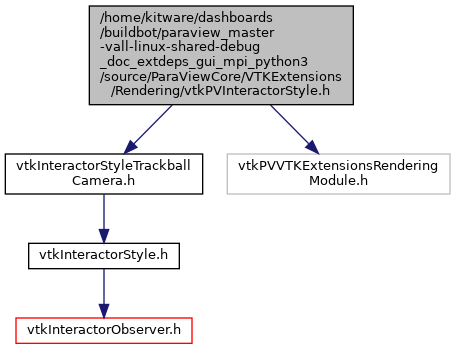 /home/kitware/dashboards
/buildbot/paraview_master
-vall-linux-shared-debug
_doc_extdeps_gui_mpi_python3
/source/ParaViewCore/VTKExtensions
/Rendering/vtkPVInteractorStyle.h
vtkInteractorStyleTrackball
Camera.h
vtkPVVTKExtensionsRendering
Module.h
vtkInteractorStyle.h
vtkInteractorObserver.h